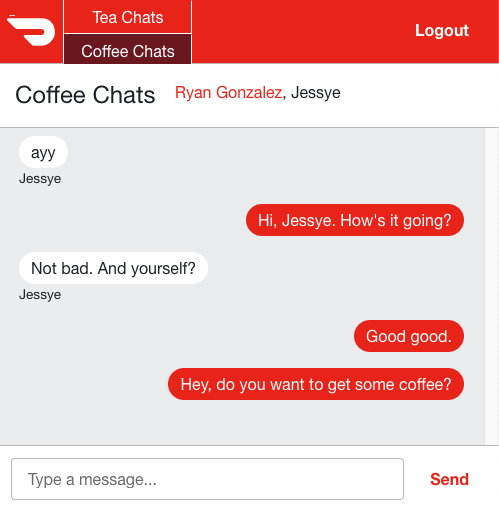 Tea Chats
Logout
Coffee Chats
Coffee Chats Ryan Gonzalez, Jessye
ayy
Jessye
Hi, Jessye. How's it going?
Not bad. And yourself?
Jessye
Good good.
Hey, do you want to get some coffee?
Type a message... Send